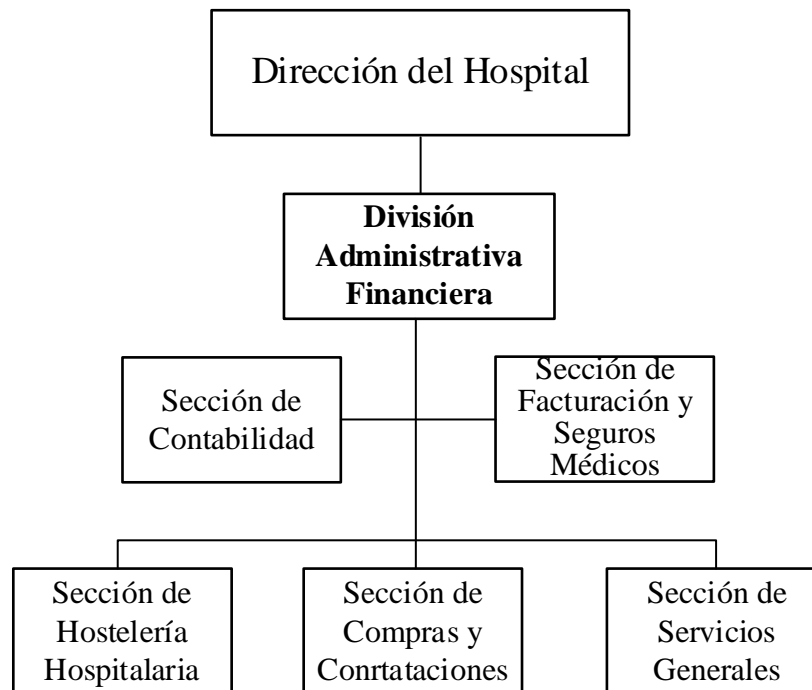 Dirección del Hospital
División
Administrativa
Financiera
Sección de
Contabilidad
Sección de
Facturación y
Seguros
Médicos
Sección de
Hostelería
Hospitalaria
Sección de
Compras y
Conrtataciones
Sección de
Servicios
Generales